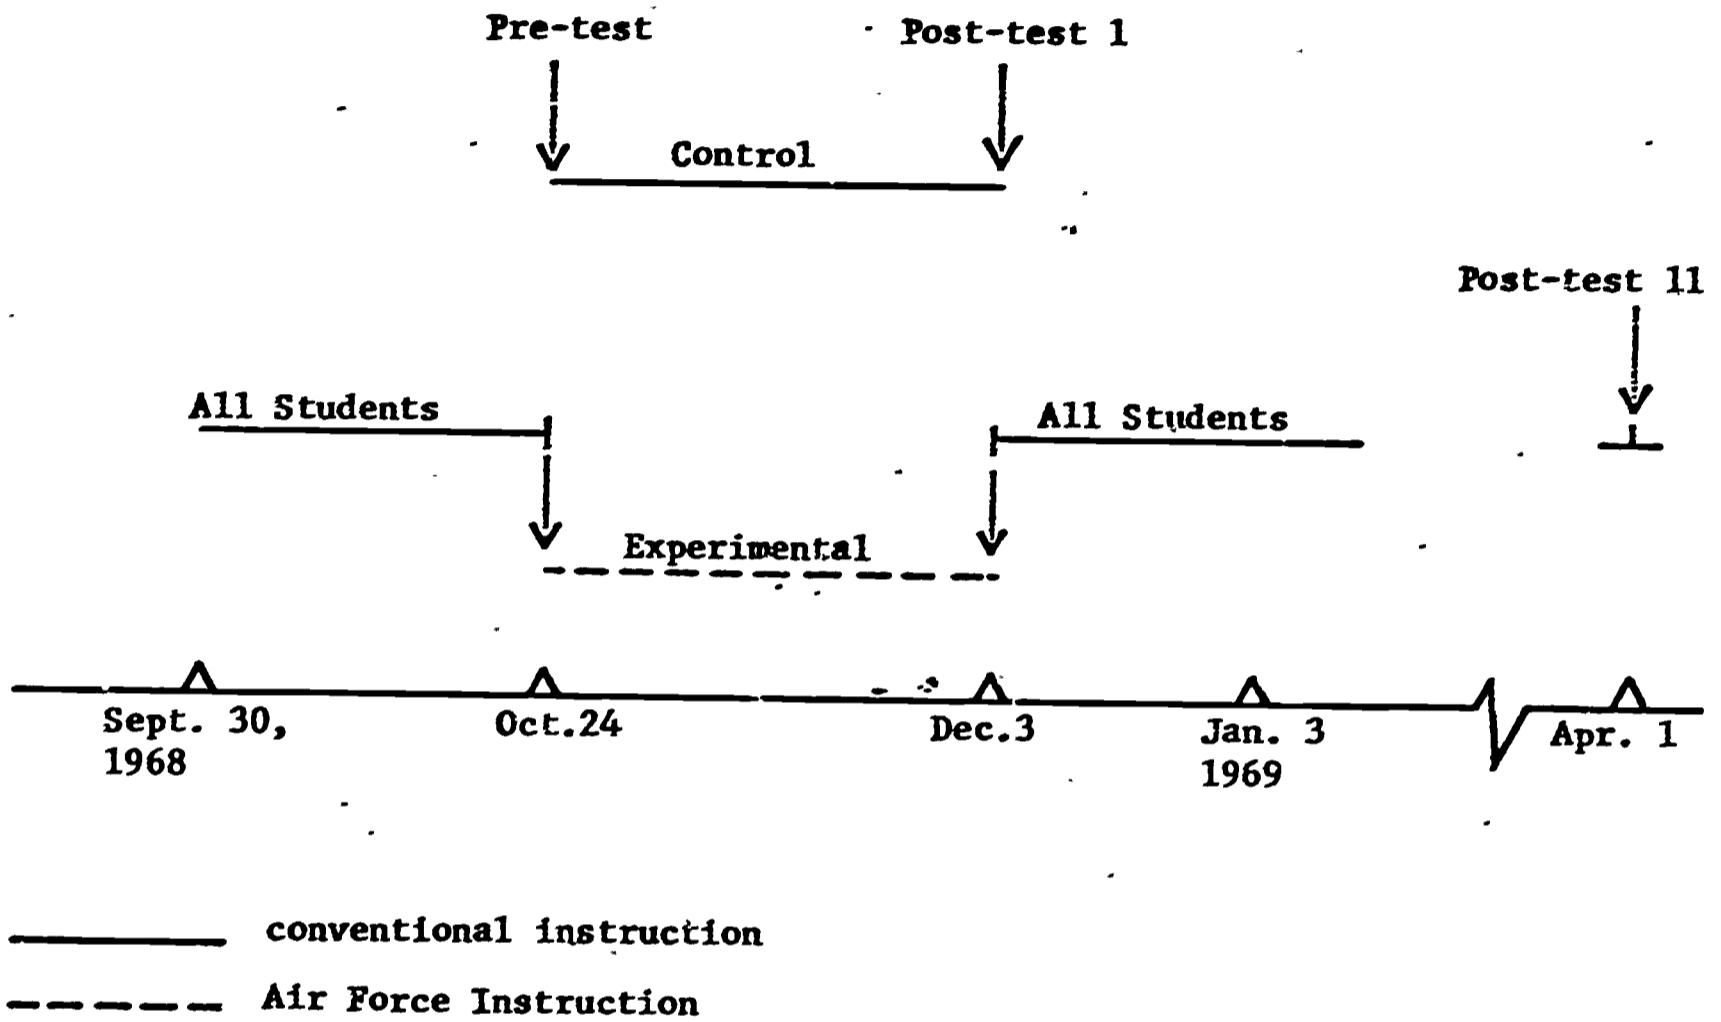 Pre-test
Post-test 1
Control
Post-test 11
All Students
All Students
Experimental
Sept. 30,
1968
Oct.24
Dec.3
Jan. 3
1969
Apr. 1
conventional instruction
Air Force Instruction